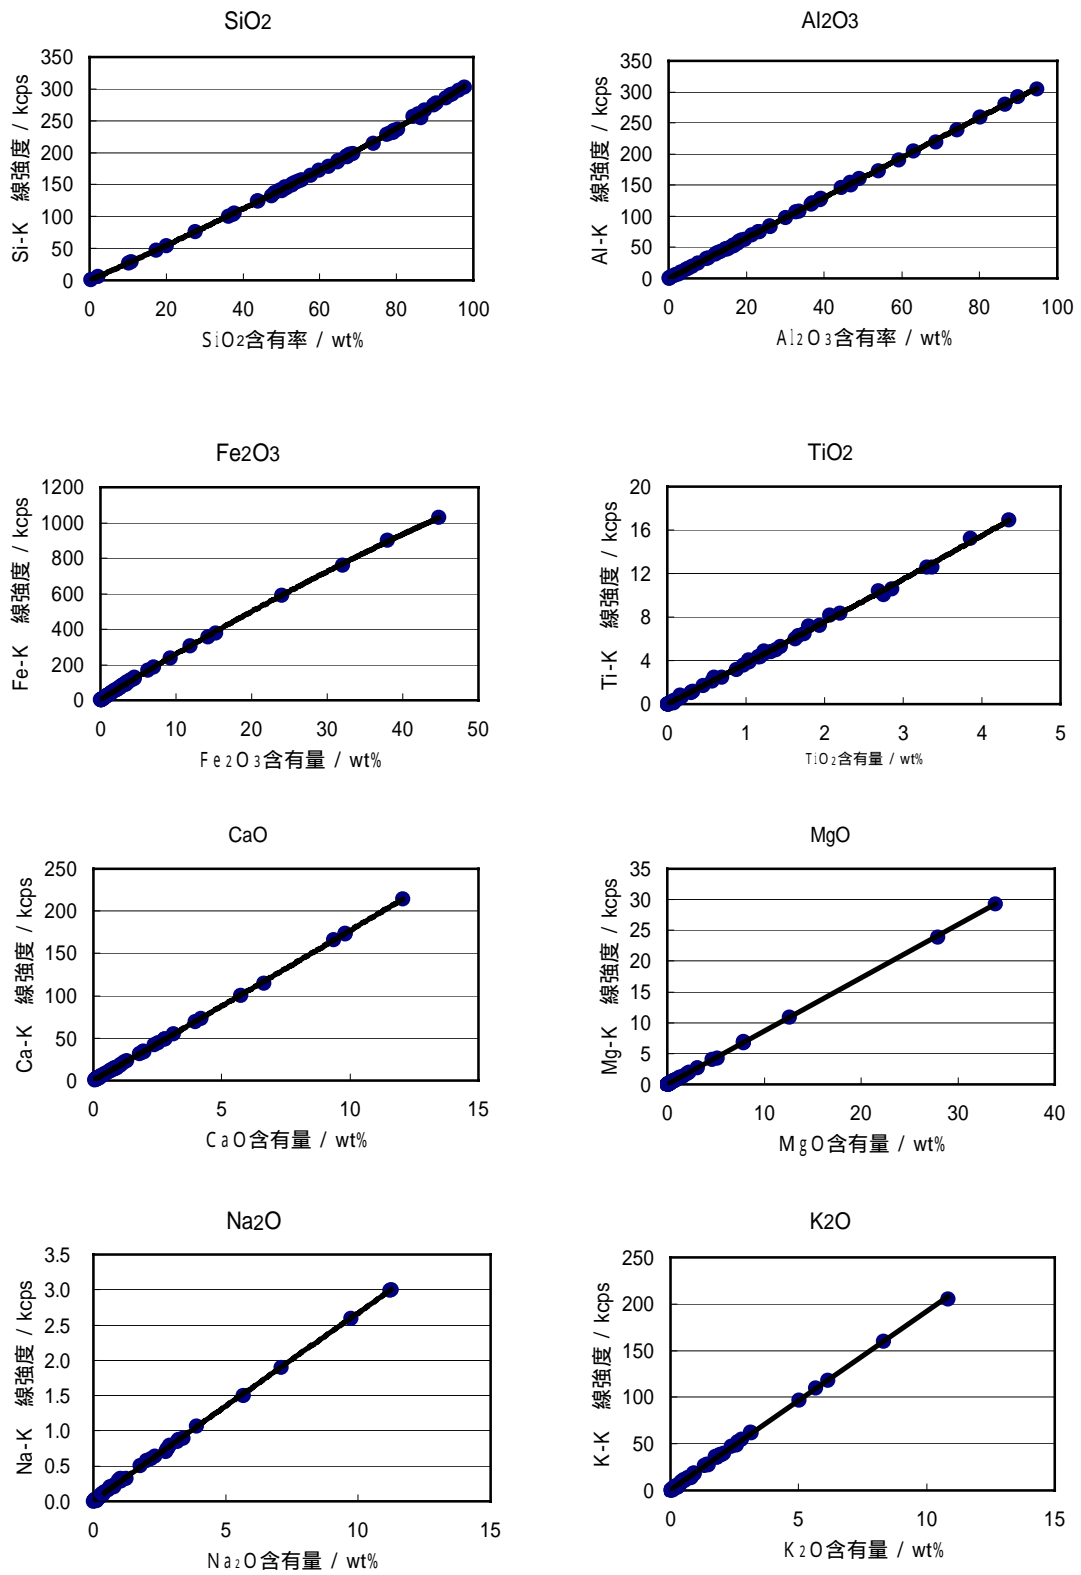 SiO2
350
300
250
200
150
100
50
0
Si-K 線強度 / kcps
0 20 40 60 80 100
SiO2含有率 / wt%
Al2O3
350
300
250
200
150
100
50
0
Al-K 線強度 / kcps
0 20 40 60 80 100
Al2O3含有率 / wt%
Fe2O3
1200
1000
800
600
400
200
0
Fe-K 線強度 / kcps
0 10 20 30 40 50
Fe2O3含有量 / wt%
TiO2
20
16
12
8
4
0
Ti-K 線強度 / kcps
0 1 2 3 4 5
TiO2含有量 / wt%
CaO
250
200
150
100
50
0
Ca-K 線強度 / kcps
0 5 10 15
CaO含有量 / wt%
MgO
35
30
25
20
15
10
5
0
Mg-K 線強度 / kcps
0 10 20 30 40
MgO含有量 / wt%
Na2O
3.5
3.0
2.5
2.0
1.5
1.0
0.5
0.0
Na-K 線強度 / kcps
0 5 10 15
Na2O含有量 / wt%
K2O
250
200
150
100
50
0
K-K 線強度 / kcps
0 5 10 15
K2O含有量 / wt%